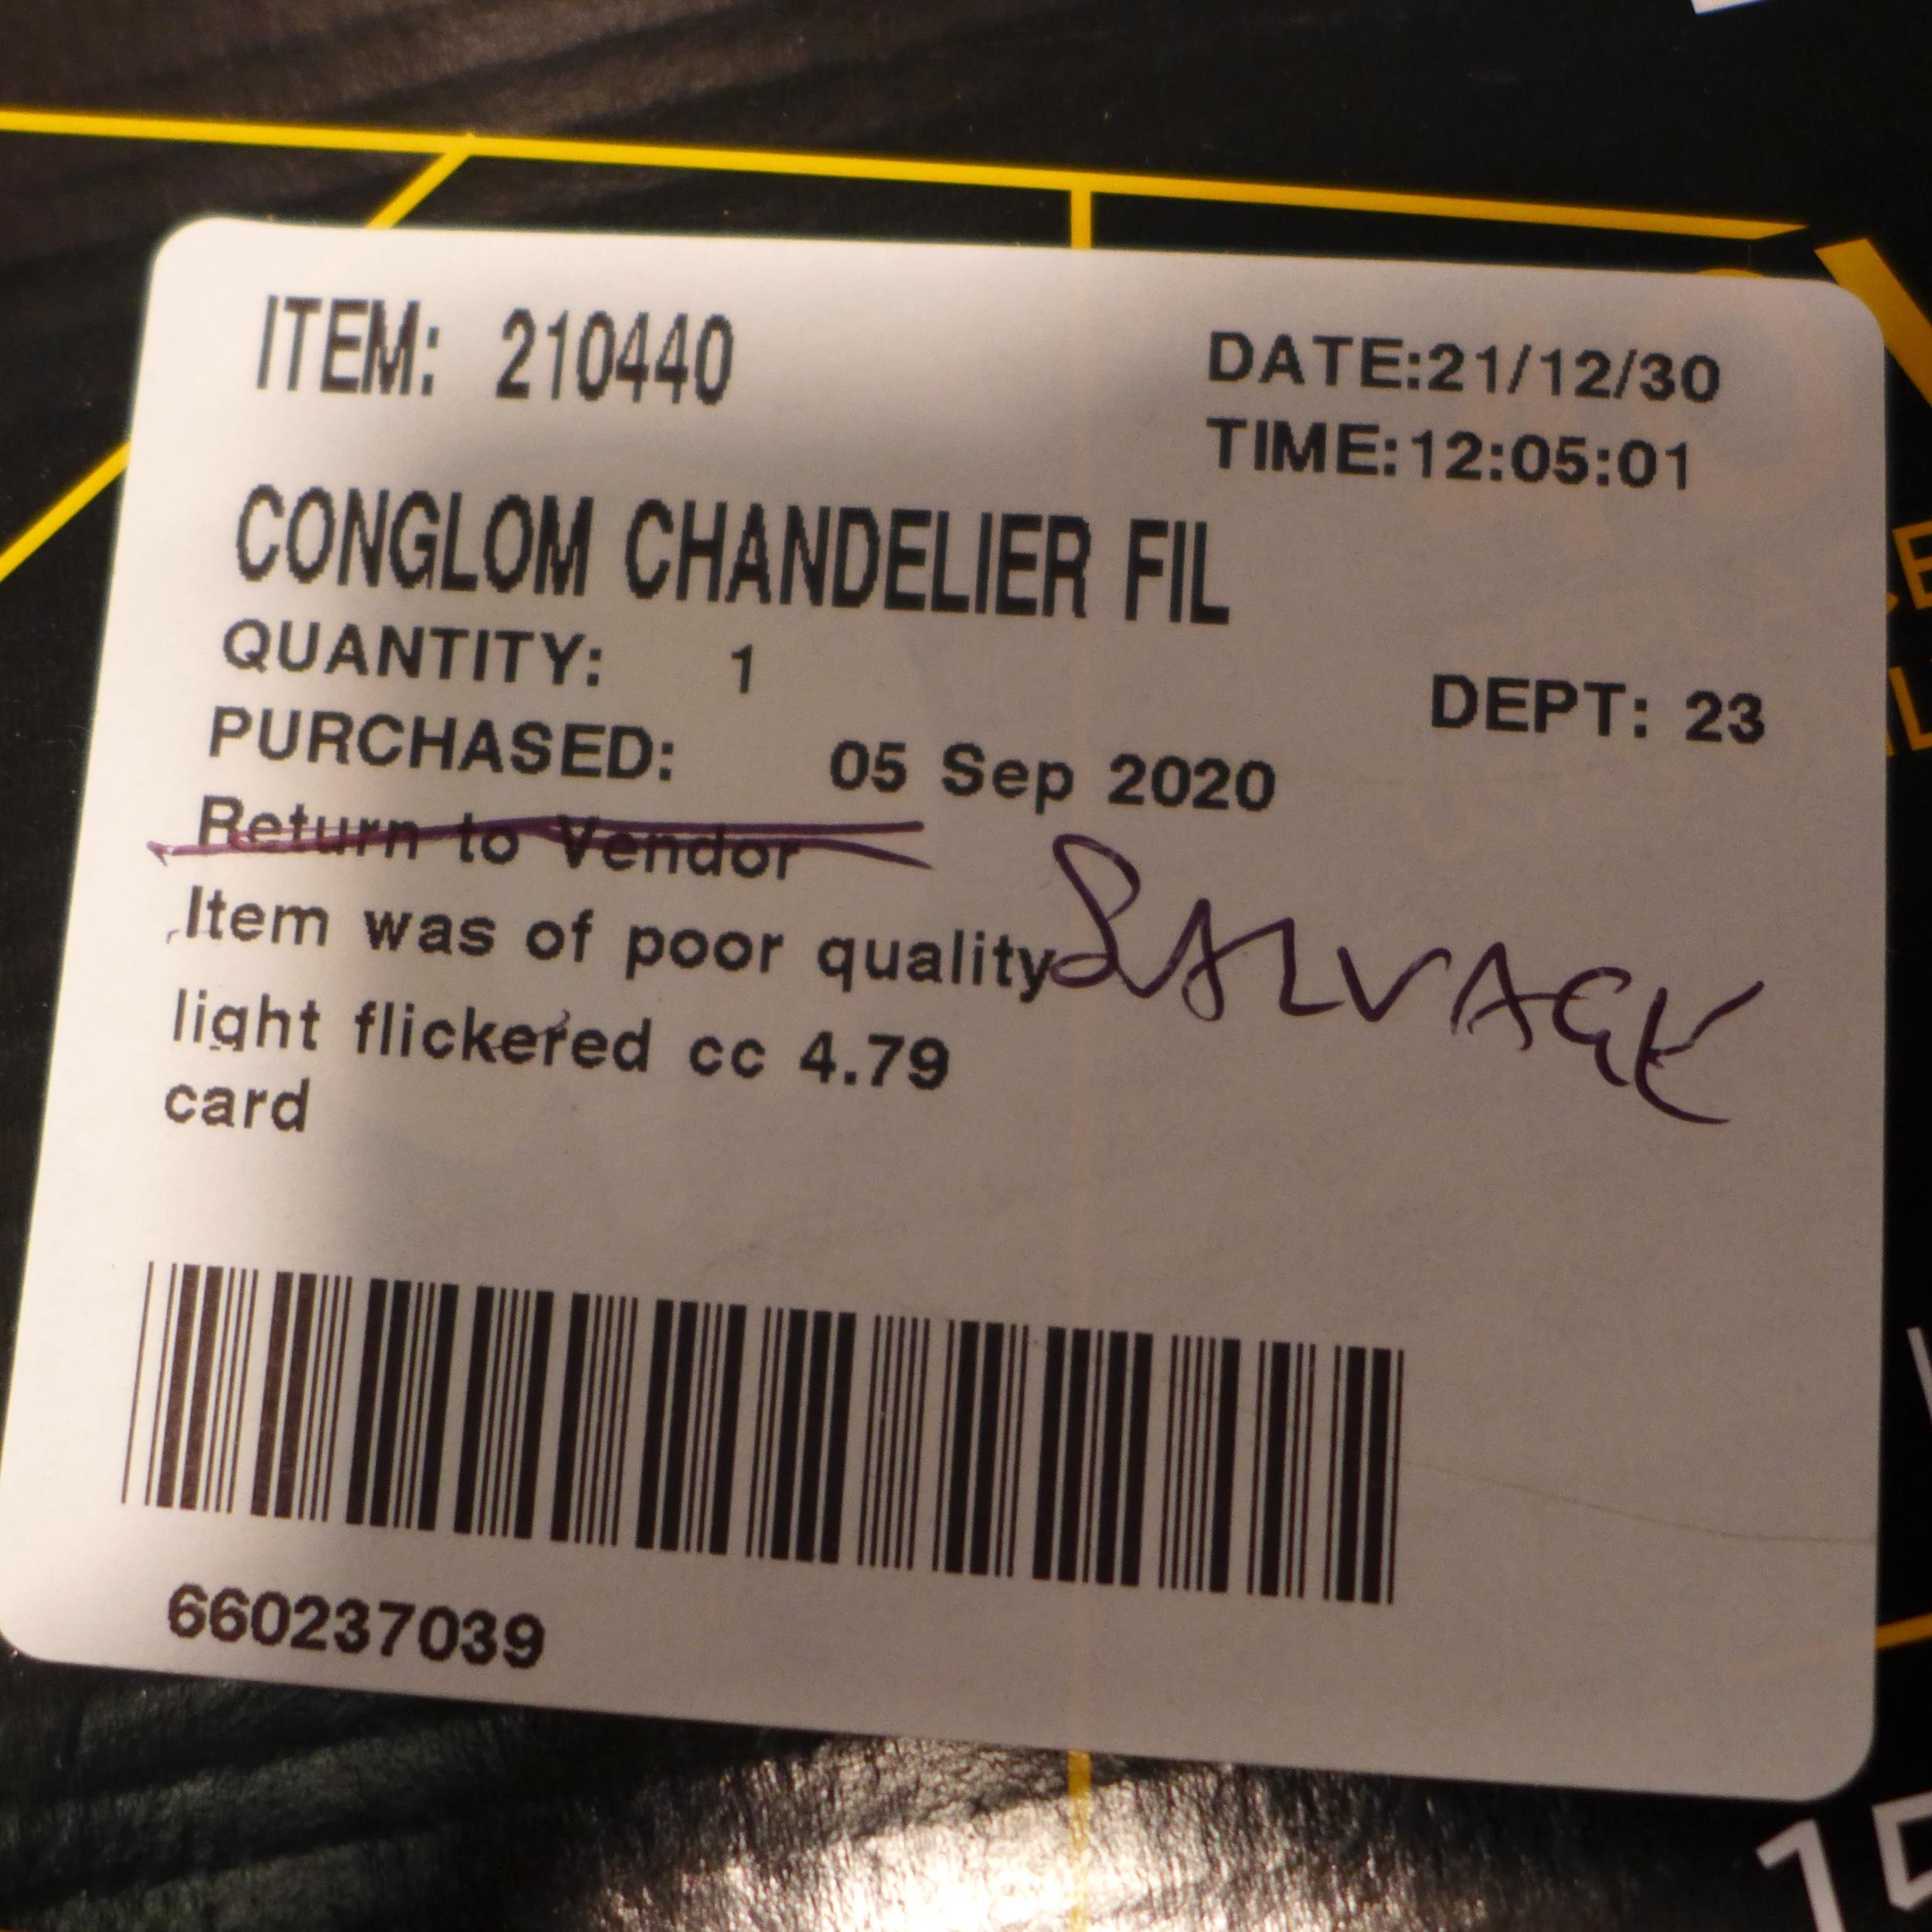 ITEM: 210440
DATE:21/12/30
TIME:12:05:01
CONGLOM CHANDELIER FIL
QUANTITY: 1
DEPT: 23
PURCHASED: 05 Sep 2020
Return to Vendor
SALVAGE
Item was of poor quality
light flickered cc 4.79
card
660237039
15